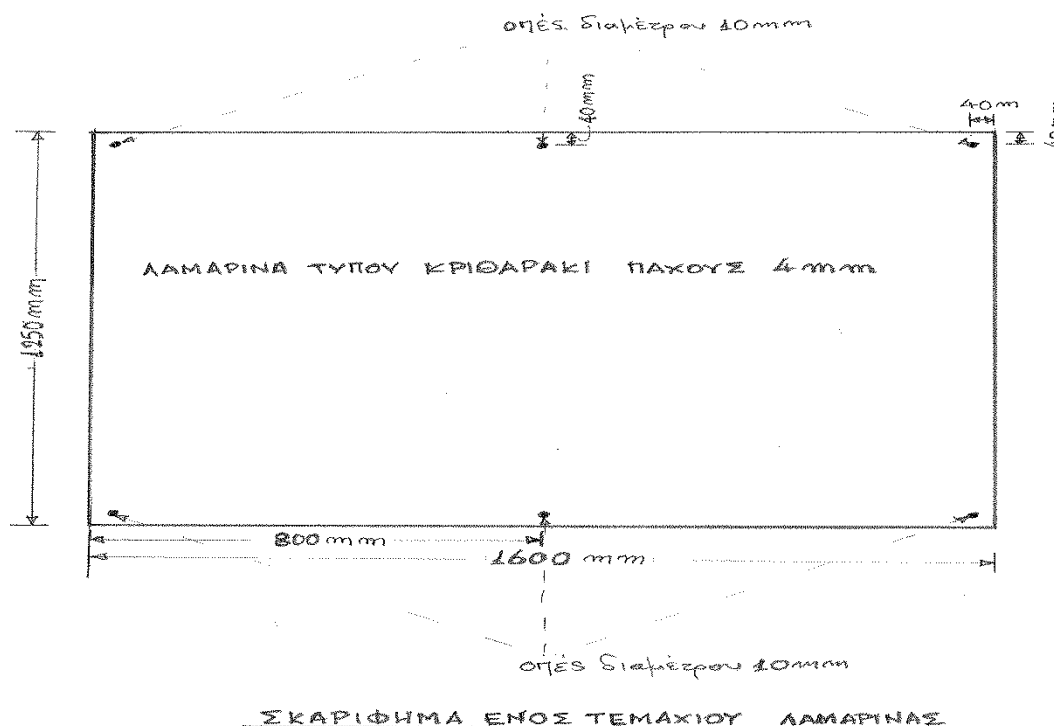 οπές διαμέτρου 10mm
40mm
40m
ΛΑΜΑΡΙΝΑ ΤΥΠΟΥ ΚΡΙΘΑΡΑΚΙ ΠΑΧΟΥΣ 4mm
1250mm
800mm
1600mm
οπές διαμέτρου 10mm
ΣΚΑΡΙΦΗΜΑ ΕΝΟΣ ΤΕΜΑΧΙΟΥ ΛΑΜΑΡΙΝΑΣ